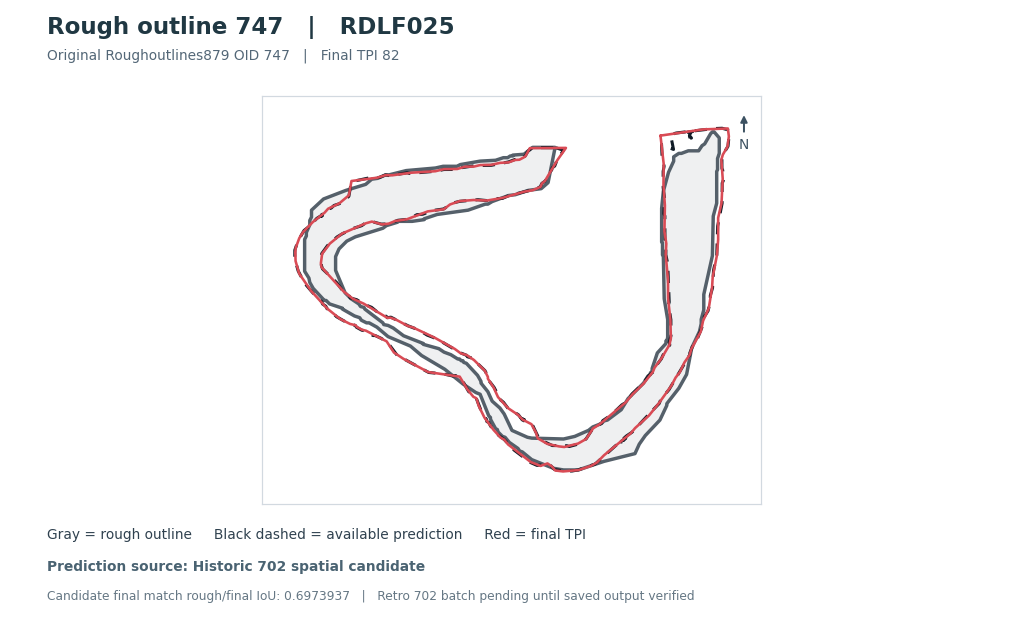 Rough outline 747 | RDLF025
Original Roughoutlines879 OID 747 | Final TPI 82
N
Gray = rough outline Black dashed = available prediction Red = final TPI
Prediction source: Historic 702 spatial candidate
Candidate final match rough/final IoU: 0.6973937 | Retro 702 batch pending until saved output verified